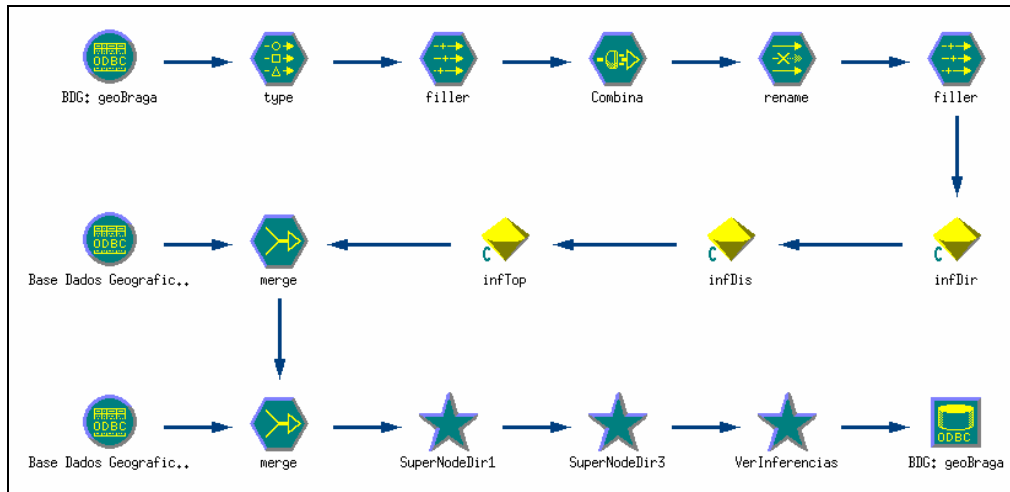 ODBC
BDG: geoBraga type filler Combina rename filler
ODBC C C C
Base Dados Geografic.. merge infTop infDis infDir
ODBC ODBC
Base Dados Geografic.. merge SuperNodeDir1 SuperNodeDir3 VerInferencias BDG: geoBraga